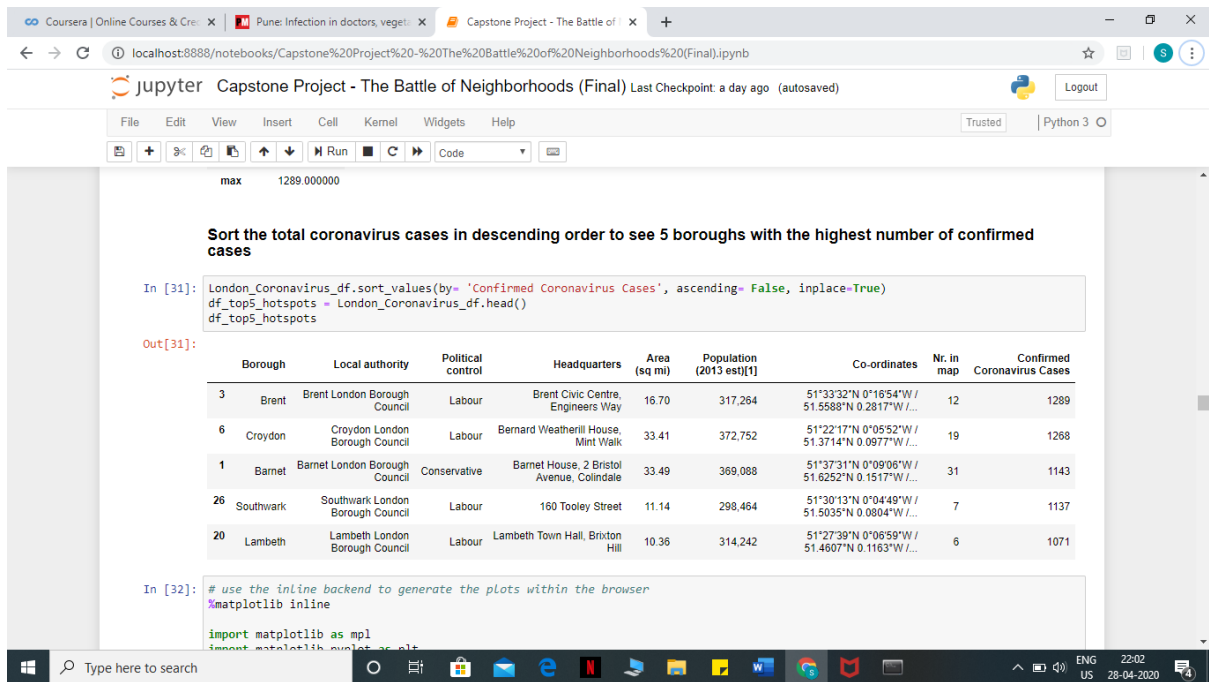 Coursera | Online Courses & Cre
Pune: Infection in doctors, vegeta
Capstone Project - The Battle of
localhost:8888/notebooks/Capstone%20Project%20-%20The%20Battle%20of%20Neighborhoods%20(Final).ipynb
S
jupyter Capstone Project - The Battle of Neighborhoods (Final) Last Checkpoint: a day ago (autosaved)
Logout
File Edit View Insert Cell Kernel Widgets Help
Trusted
Python 3
Run
Code
max 1289.000000
Sort the total coronavirus cases in descending order to see 5 boroughs with the highest number of confirmed
cases
In [31]: London_Coronavirus_df.sort_values(by= 'Confirmed Coronavirus Cases', ascending= False, inplace=True)
df_top5_hotspots = London_Coronavirus_df.head()
df_top5_hotspots
Out[31]:
Borough Local authority Political control Headquarters Area (sq mi) Population (2013 est)[1] Co-ordinates Nr. in map Confirmed Coronavirus Cases
3 Brent Brent London Borough Council Labour Brent Civic Centre, Engineers Way 16.70 317,264 51°33′32″N 0°16′54″W / 51.5588°N 0.2817°W /... 12 1289
6 Croydon Croydon London Borough Council Labour Bernard Weatherill House, Mint Walk 33.41 372,752 51°22′17″N 0°05′52″W / 51.3714°N 0.0977°W /... 19 1268
1 Barnet Barnet London Borough Council Conservative Barnet House, 2 Bristol Avenue, Colindale 33.49 369,088 51°37′31″N 0°09′06″W / 51.6252°N 0.1517°W /... 31 1143
26 Southwark Southwark London Borough Council Labour 160 Tooley Street 11.14 298,464 51°30′13″N 0°04′49″W / 51.5035°N 0.0804°W /... 7 1137
20 Lambeth Lambeth London Borough Council Labour Lambeth Town Hall, Brixton Hill 10.36 314,242 51°27′39″N 0°06′59″W / 51.4607°N 0.1163°W /... 6 1071
In [32]: # use the inline backend to generate the plots within the browser
%matplotlib inline
import matplotlib as mpl
import matplotlib.pyplot as plt
Type here to search
ENG
US
22:02
28-04-2020
4